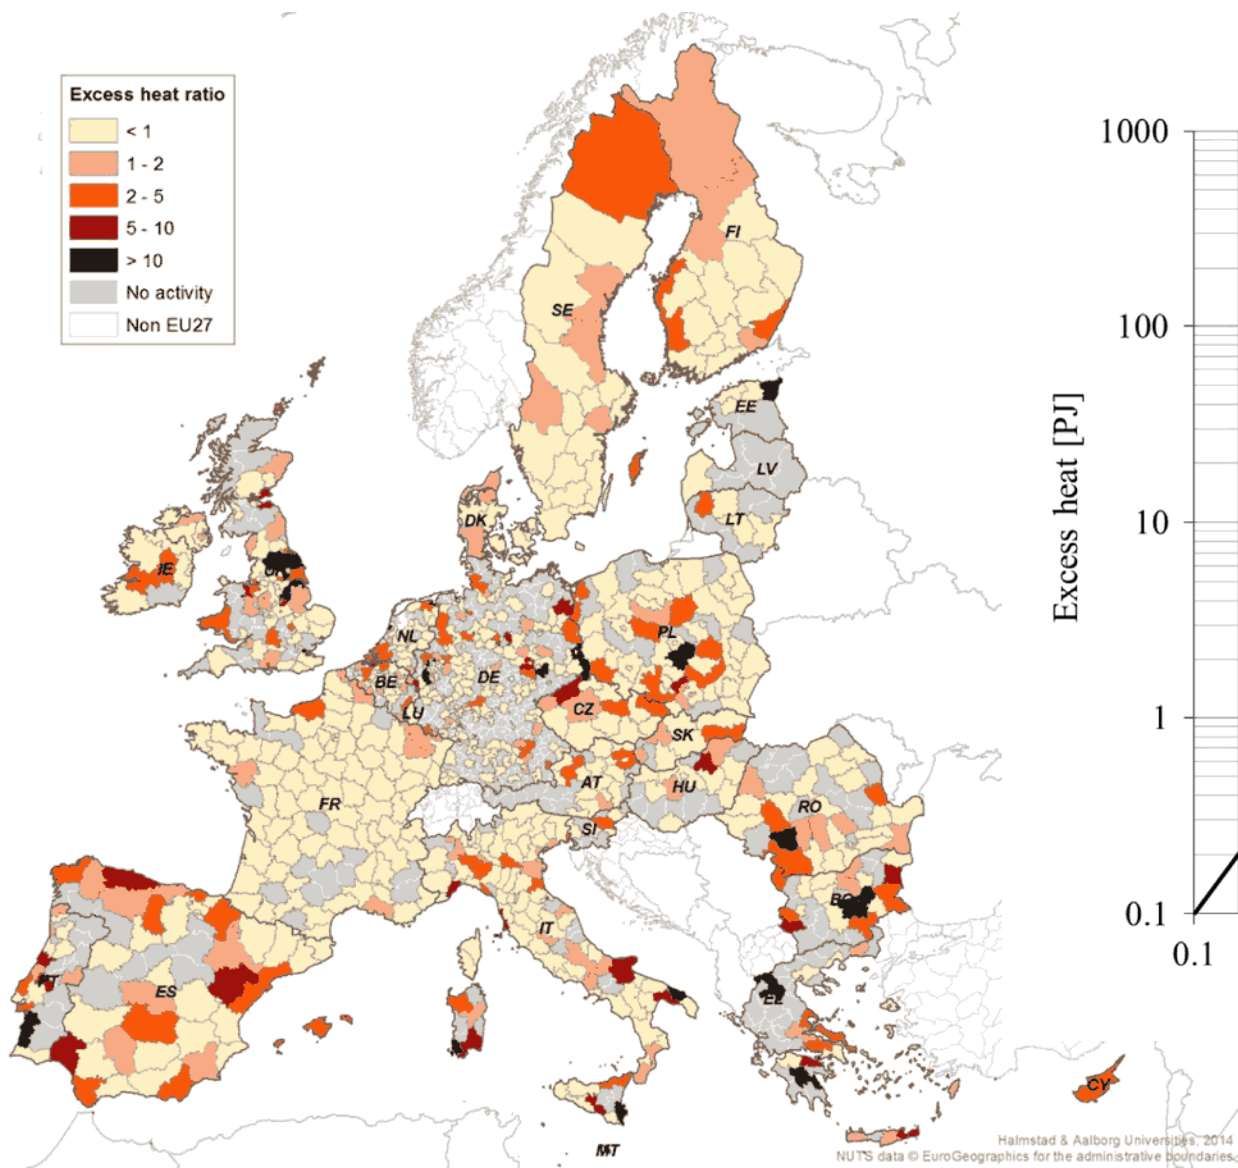 Excess heat ratio
< 1
1 - 2
2 - 5
5 - 10
> 10
No activity
Non EU27
FI
SE
EE
LV
LT
DK
IE
NL
PL
BE
DE
LU
CZ
SK
AT
HU
FR
SI
RO
BG
IT
PT
ES
EL
CY
MT
Halmstad & Aalborg Universities, 2014
NUTS data © EuroGeographics for the administrative boundaries
1000
100
10
1
0.1
0.1
Excess heat [PJ]